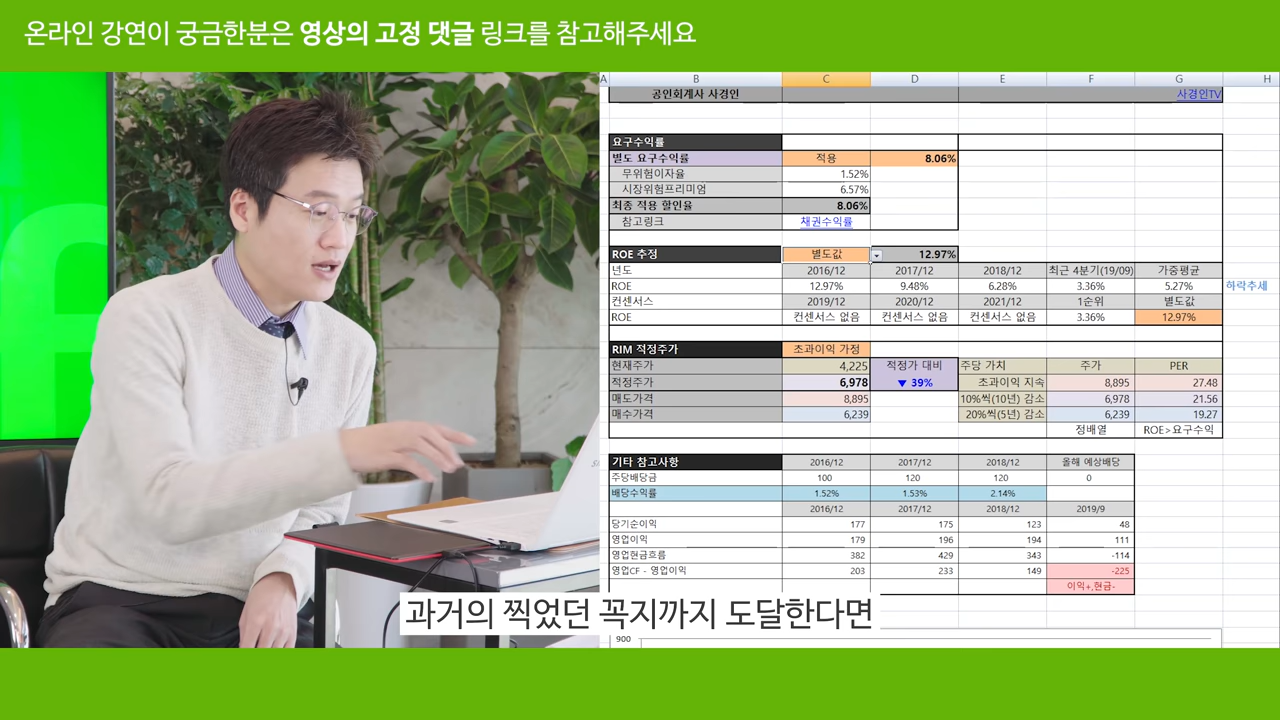 온라인 강연이 궁금한분은 영상의 고정 댓글 링크를 참고해주세요
A B C D E F G H
공인회계사 사경인 사경인TV
요구수익률
별도 요구수익률 적용 8.06%
무위험이자율 1.52%
시장위험프리미엄 6.57%
최종 적용 할인율 8.06%
참고링크 채권수익률
ROE 추정 별도값 12.97%
년도 2016/12 2017/12 2018/12 최근 4분기(19/09) 가중평균
ROE 12.97% 9.48% 6.28% 3.36% 5.27% 하락추세
컨센서스 2019/12 2020/12 2021/12 1순위 별도값
ROE 컨센서스 없음 컨센서스 없음 컨센서스 없음 3.36% 12.97%
RIM 적정주가 초과이익 가정
현재주가 4,225 적정가 대비 주당 가치 주가 PER
적정주가 6,978 ▼ 39% 초과이익 지속 8,895 27.48
매도가격 8,895 10%씩(10년) 감소 6,978 21.56
매수가격 6,239 20%씩(5년) 감소 6,239 19.27
정배열 ROE>요구수익
기타 참고사항 2016/12 2017/12 2018/12 올해 예상배당
주당배당금 100 120 120 0
배당수익률 1.52% 1.53% 2.14%
2016/12 2017/12 2018/12 2019/9
당기순이익 177 175 123 48
영업이익 179 196 194 111
영업현금흐름 382 429 343 -114
영업CF - 영업이익 203 233 149 -225
이익+,현금-
과거의 찍었던 꼭지까지 도달한다면
900